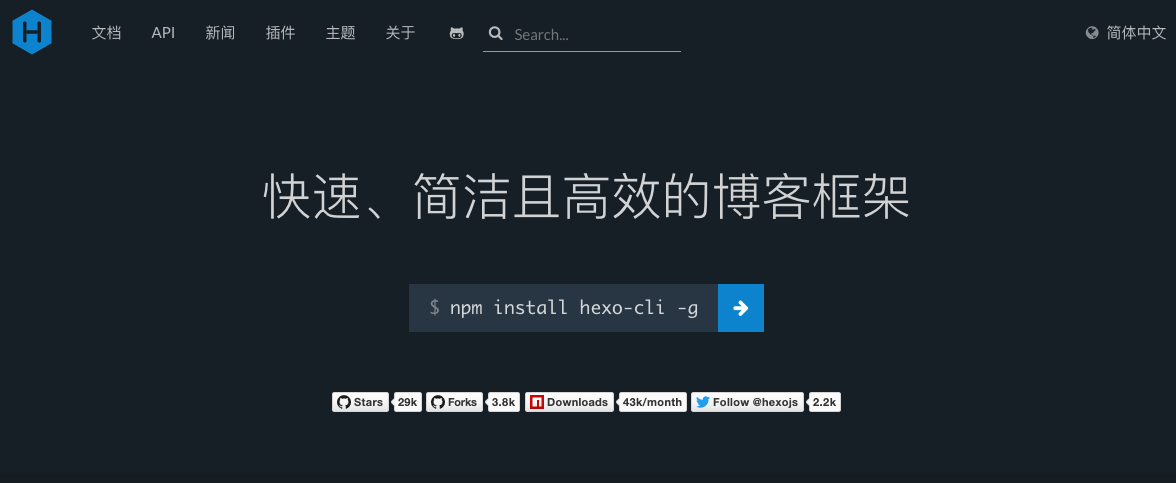 H 文档 API 新闻 插件 主题 关于 Search... 简体中文
快速、简洁且高效的博客框架
$ npm install hexo-cli -g
Stars 29k Forks 3.8k Downloads 43k/month Follow @hexojs 2.2k